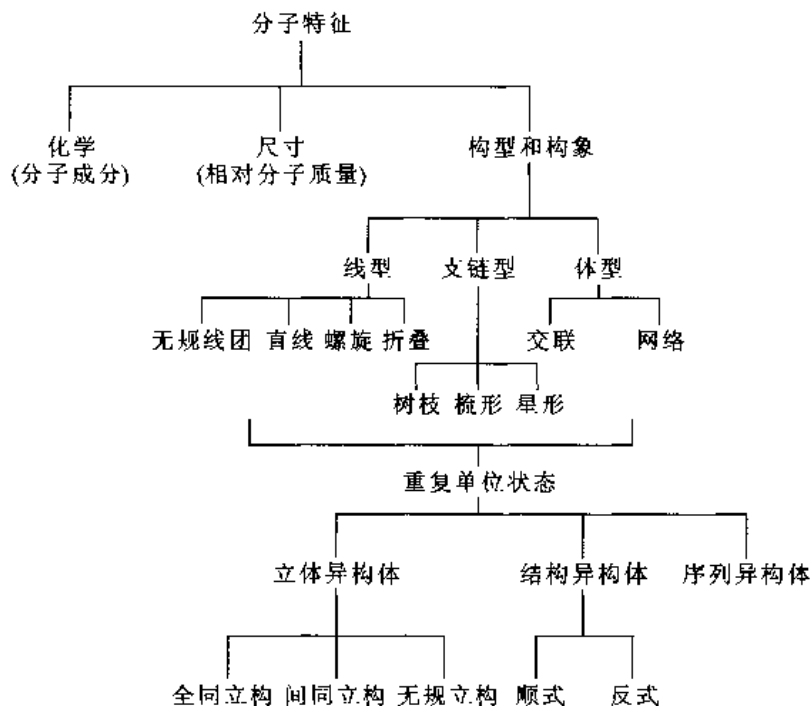 分子特征
化学 尺寸 构型和构象
(分子成分) (相对分子质量)
线型 支链型 体型
无规线团 直线 螺旋 折叠 交联 网络
树枝 梳形 星形
重复单位状态
立体异构体 结构异构体 序列异构体
全同立构 间同立构 无规立构 顺式 反式